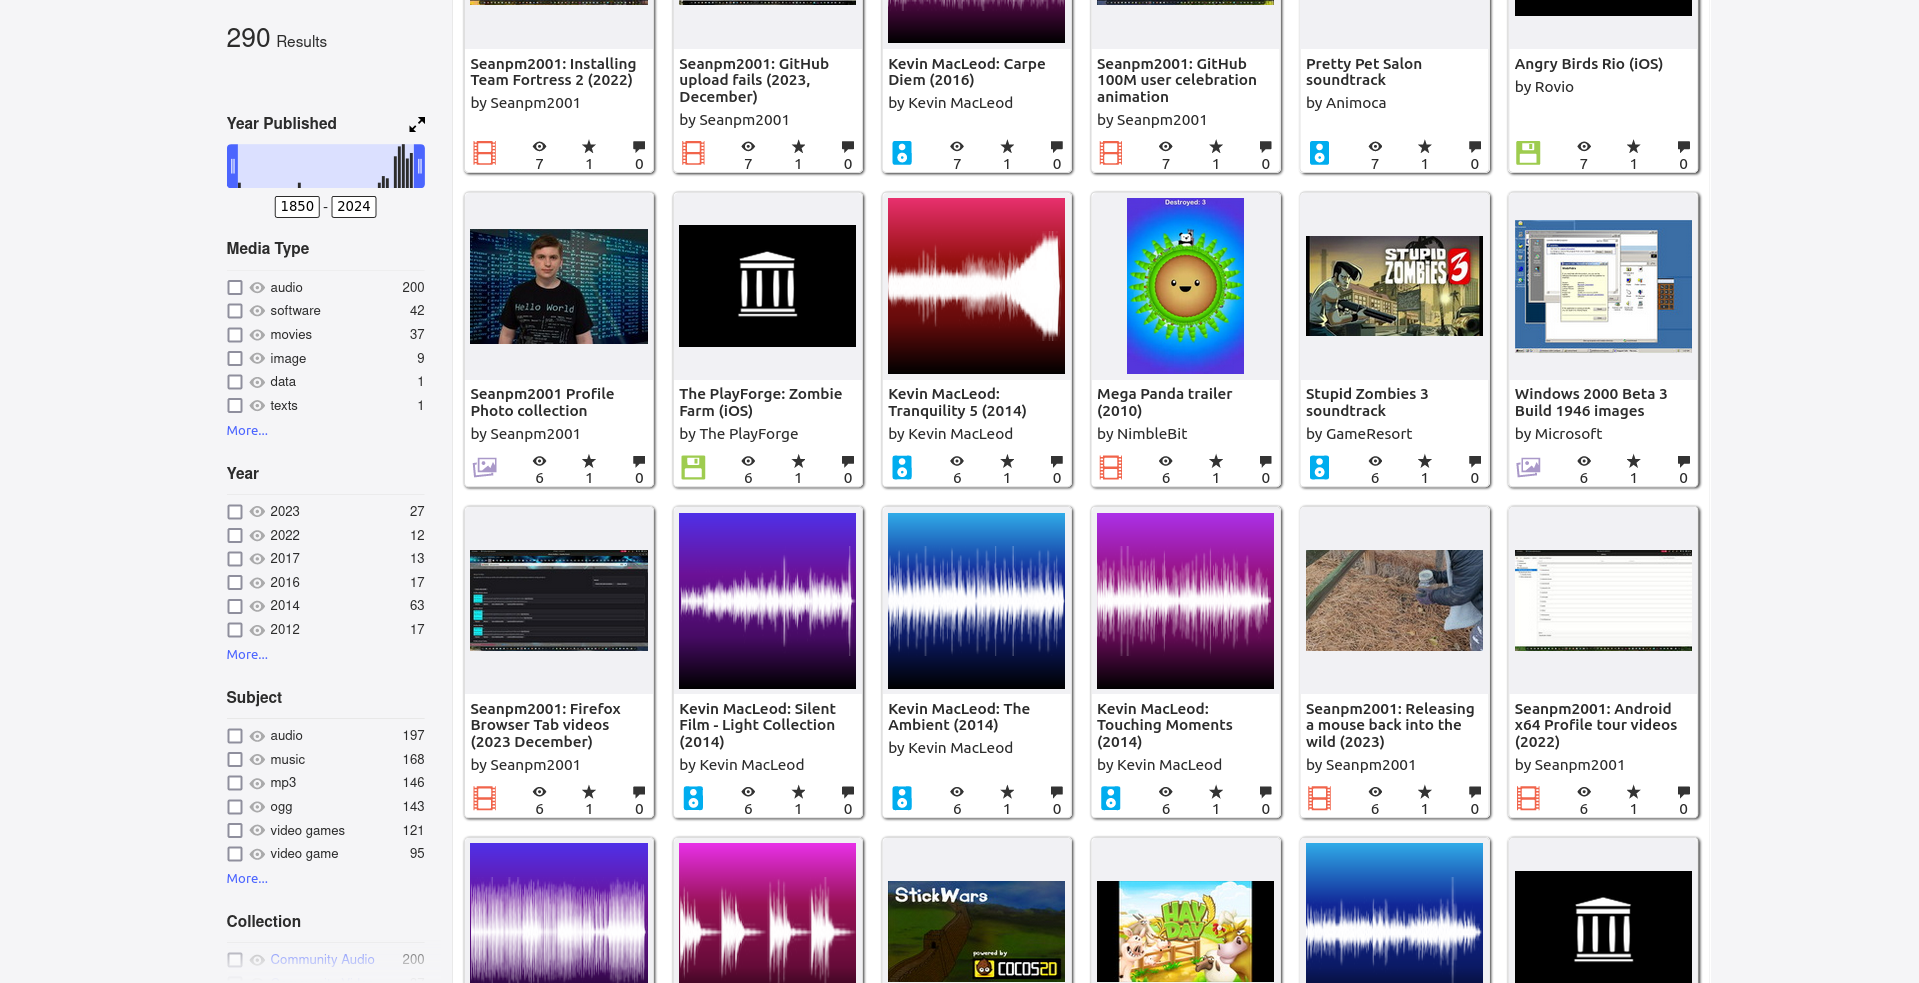 290 Results
Year Published
1850 - 2024
Media Type
audio 200
software 42
movies 37
image 9
data 1
texts 1
More...
Year
2023 27
2022 12
2017 13
2016 17
2014 63
2012 17
More...
Subject
audio 197
music 168
mp3 146
ogg 143
video games 121
video game 95
More...
Collection
Community Audio 200
Seanpm2001: Installing
Team Fortress 2 (2022)
by Seanpm2001
7 1 0
Seanpm2001: GitHub
upload fails (2023,
December)
by Seanpm2001
7 1 0
Kevin MacLeod: Carpe
Diem (2016)
by Kevin MacLeod
7 1 0
Seanpm2001: GitHub
100M user celebration
animation
by Seanpm2001
7 1 0
Pretty Pet Salon
soundtrack
by Animoca
7 1 0
Angry Birds Rio (iOS)
by Rovio
7 1 0
Hello World
Seanpm2001 Profile
Photo collection
by Seanpm2001
6 1 0
The PlayForge: Zombie
Farm (iOS)
by The PlayForge
6 1 0
Kevin MacLeod:
Tranquility 5 (2014)
by Kevin MacLeod
6 1 0
Destroyed: 3
Mega Panda trailer
(2010)
by NimbleBit
6 1 0
STUPID
ZOMBIES 3
Stupid Zombies 3
soundtrack
by GameResort
6 1 0
Windows 2000 Beta 3
Build 1946 images
by Microsoft
6 1 0
Seanpm2001: Firefox
Browser Tab videos
(2023 December)
by Seanpm2001
6 1 0
Kevin MacLeod: Silent
Film - Light Collection
(2014)
by Kevin MacLeod
6 1 0
Kevin MacLeod: The
Ambient (2014)
by Kevin MacLeod
6 1 0
Kevin MacLeod:
Touching Moments
(2014)
by Kevin MacLeod
6 1 0
Seanpm2001: Releasing
a mouse back into the
wild (2023)
by Seanpm2001
6 1 0
Seanpm2001: Android
x64 Profile tour videos
(2022)
by Seanpm2001
6 1 0
StickWars
powered by
COCOS2D
HAY
DAY